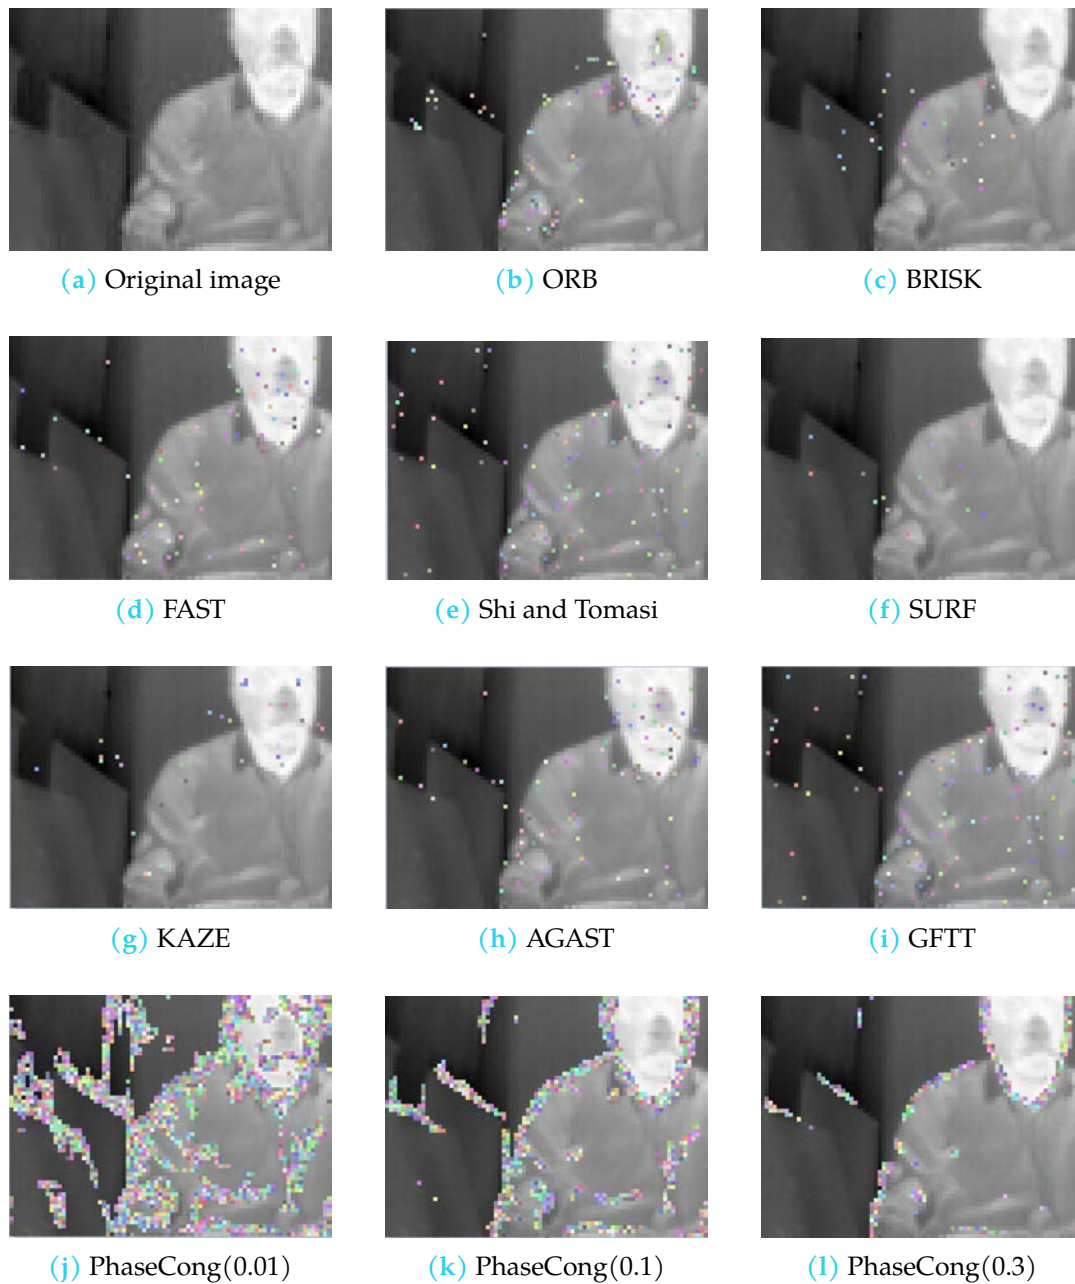 (a) Original image
(b) ORB
(c) BRISK
(d) FAST
(e) Shi and Tomasi
(f) SURF
(g) KAZE
(h) AGAST
(i) GFTT
(j) PhaseCong(0.01)
(k) PhaseCong(0.1)
(l) PhaseCong(0.3)